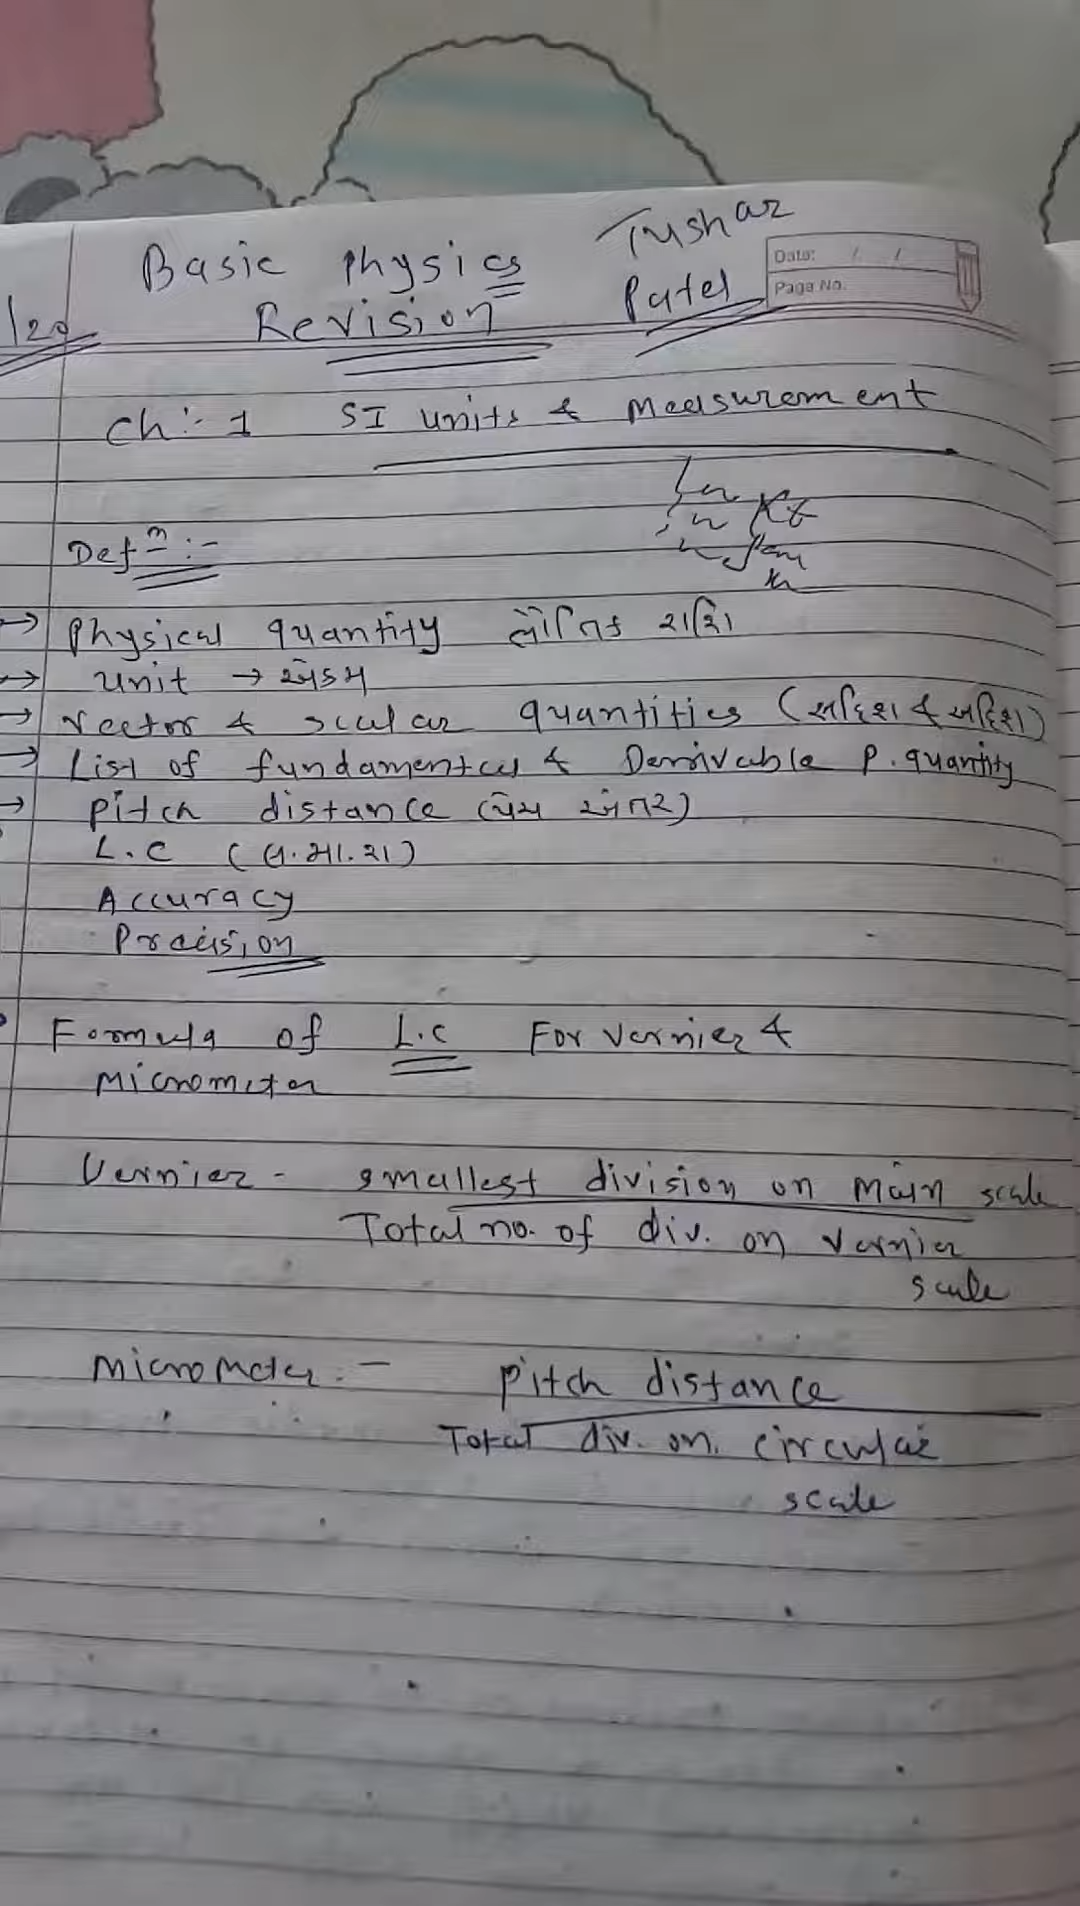 Basic Physics Tushar
Revision Patel
Date: / /
Page No.
/20
Ch:- 1 SI units & Measurement
Defⁿ :-
→ Physical quantity ભૌતિક રાશિ
→ unit → એકમ
→ Vector & scalar quantities (સદિશ & અદિશ)
→ List of fundamental & Derivable P. quantity
→ Pitch distance (પેચ અંતર)
L.C (લ.મા.શ)
Accuracy
Precision
Formula of L.C For Vernier &
Micrometer
Vernier - smallest division on main scale
Total no. of div. on vernier
scale
Micrometer :- Pitch distance
Total div. on. circular
scale